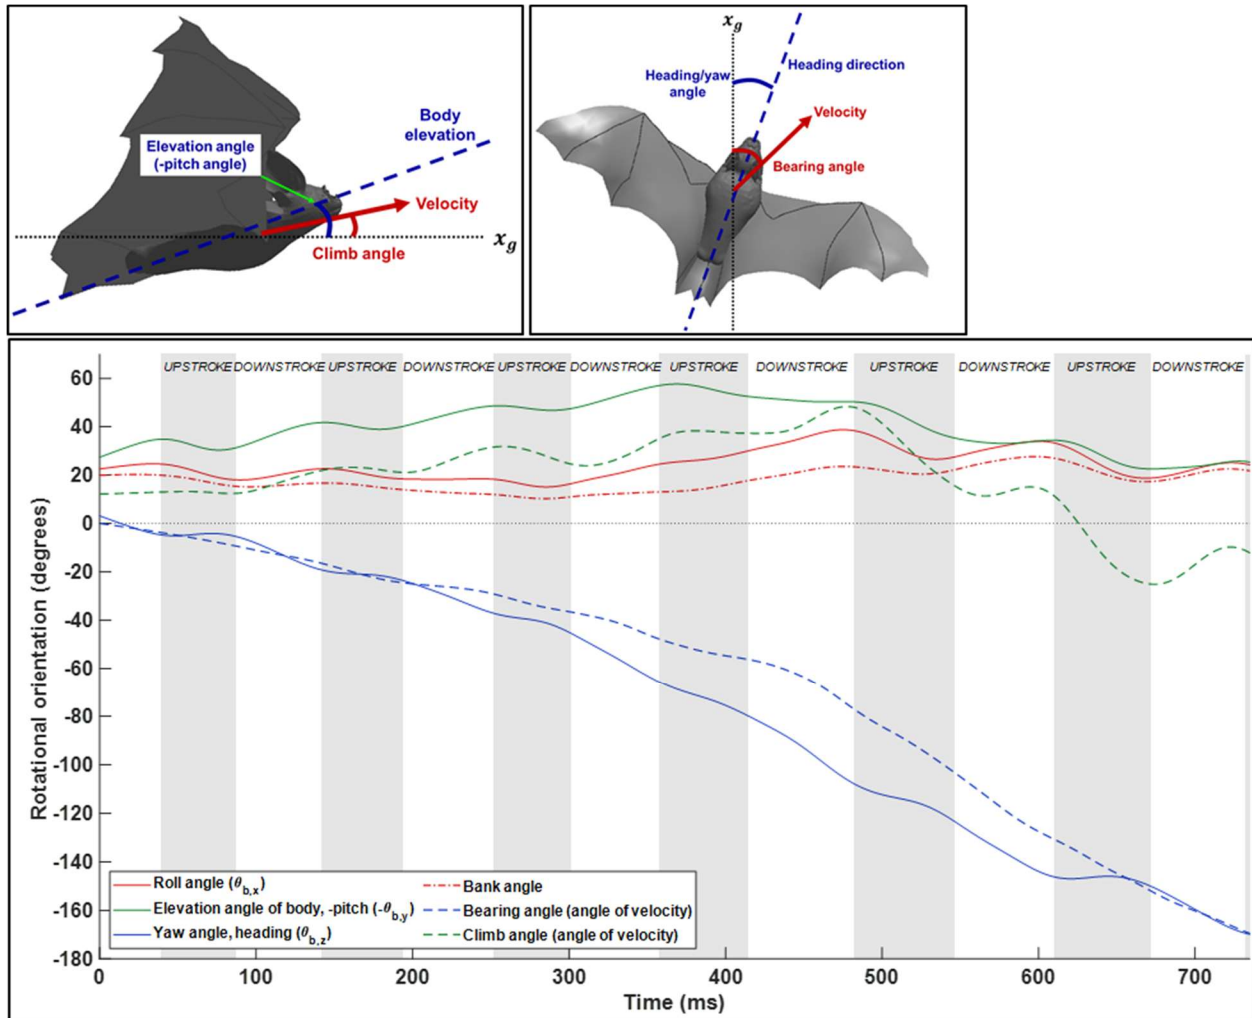 Body
elevation
Elevation angle
(-pitch angle)
Velocity
x_g
Climb angle
x_g
Heading/yaw
angle
Heading direction
Velocity
Bearing angle
UPSTROKE DOWNSTROKE UPSTROKE DOWNSTROKE UPSTROKE DOWNSTROKE UPSTROKE DOWNSTROKE UPSTROKE DOWNSTROKE UPSTROKE DOWNSTROKE
60
40
20
0
-20
-40
-60
-80
-100
-120
-140
-160
-180
Rotational orientation (degrees)
Roll angle (θb,x)
Elevation angle of body, -pitch (-θb,y)
Yaw angle, heading (θb,z)
Bank angle
Bearing angle (angle of velocity)
Climb angle (angle of velocity)
0 100 200 300 400 500 600 700
Time (ms)